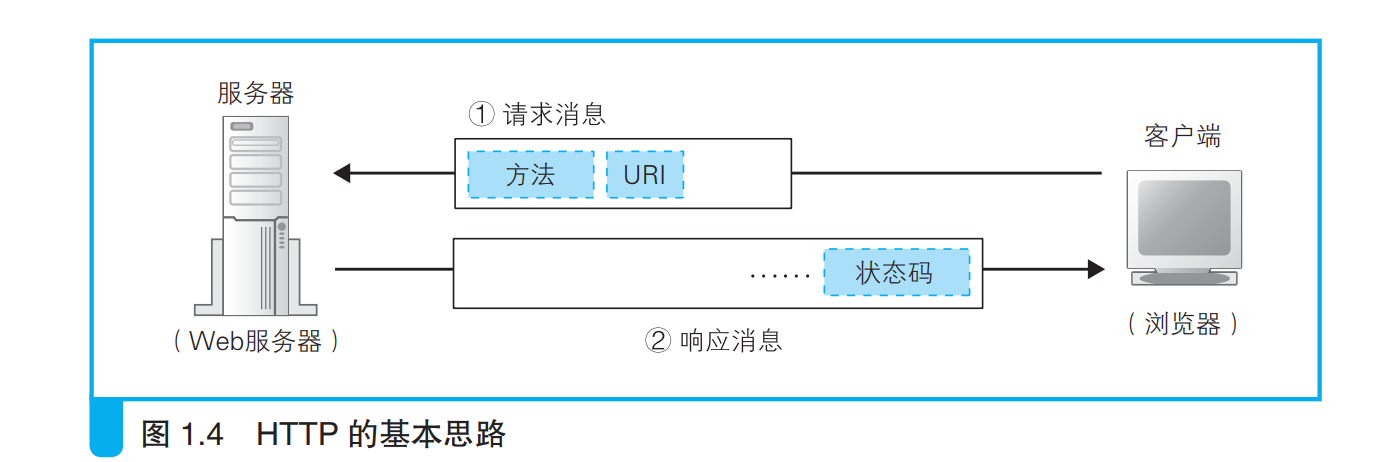 服务器
① 请求消息
客户端
方法 URI
…… 状态码
(浏览器)
(Web服务器)
② 响应消息
图 1.4 HTTP 的基本思路